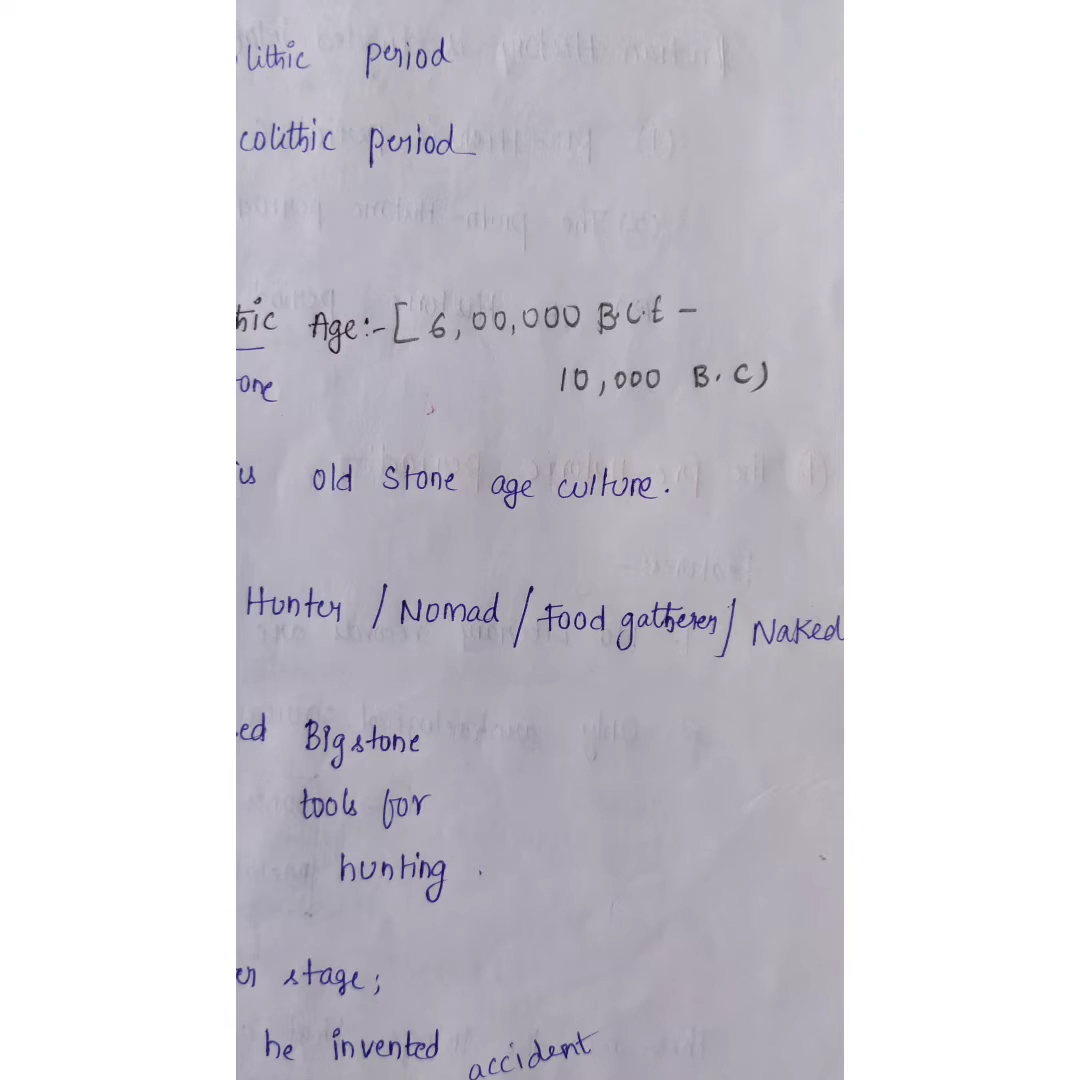 lithic period
colithic period
hic Age:- [ 6,00,000 B.C.E -
one 10,000 B.C)
is old stone age culture.
Hunter / Nomad / Food gatherer / Naked
ed Big stone
tools for
hunting .
er stage;
he invented accident